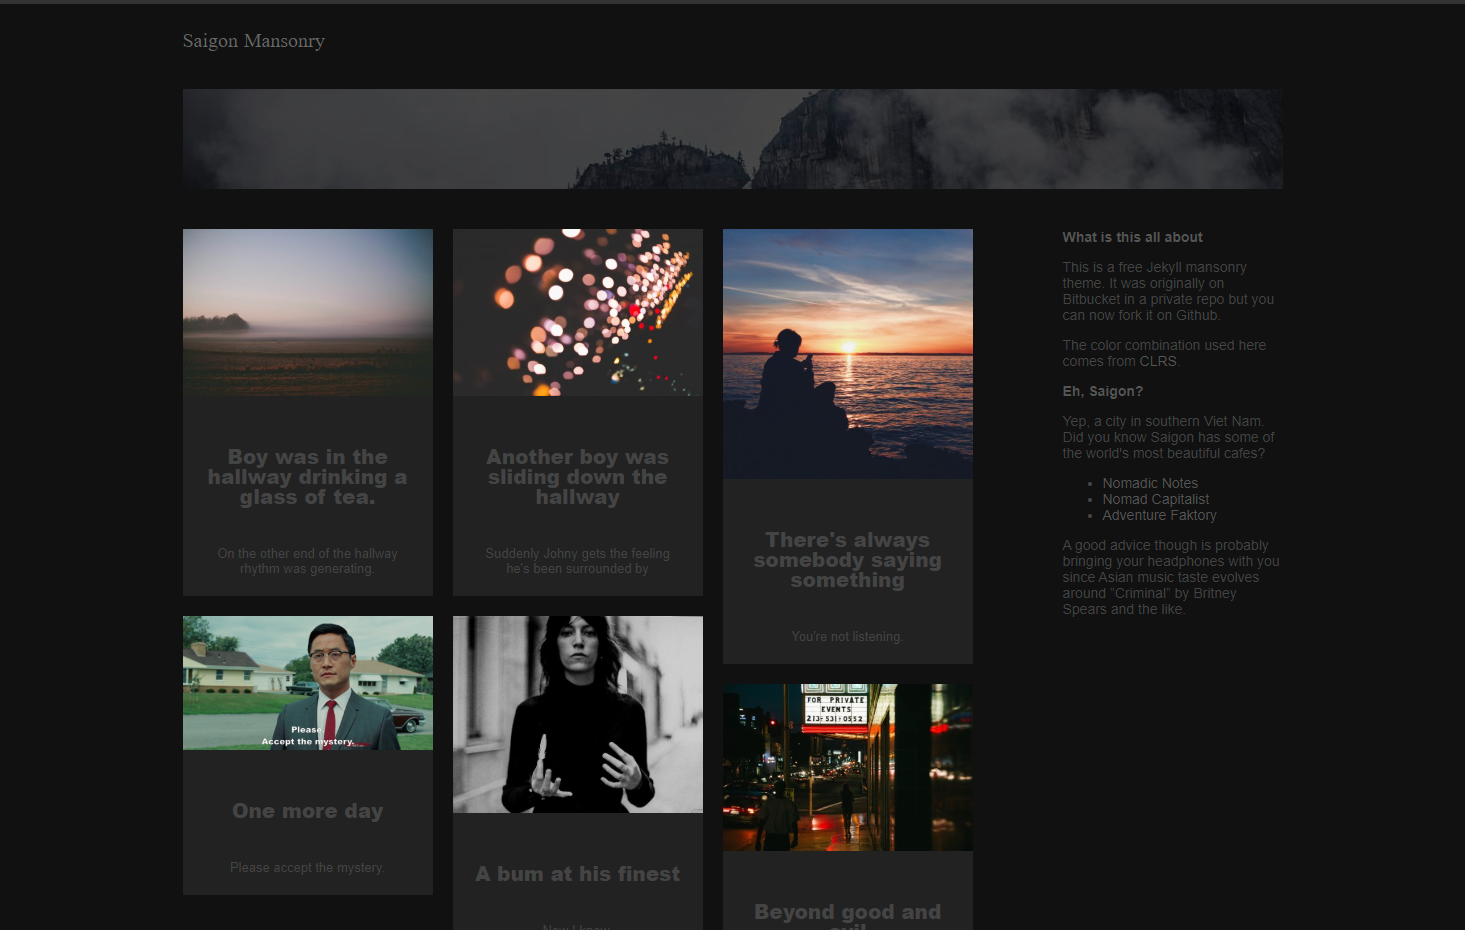 Saigon Mansonry
Boy was in the
hallway drinking a
glass of tea.
On the other end of the hallway
rhythm was generating.
Another boy was
sliding down the
hallway
Suddenly Johny gets the feeling
he's been surrounded by
There's always
somebody saying
something
You're not listening.
Please
Accept the mystery.
One more day
Please accept the mystery.
A bum at his finest
Now I know
FOR PRIVATE
EVENTS
213-531-0552
Beyond good and
evil
What is this all about
This is a free Jekyll mansonry
theme. It was originally on
Bitbucket in a private repo but you
can now fork it on Github.
The color combination used here
comes from CLRS.
Eh, Saigon?
Yep, a city in southern Viet Nam.
Did you know Saigon has some of
the world's most beautiful cafes?
Nomadic Notes
Nomad Capitalist
Adventure Faktory
A good advice though is probably
bringing your headphones with you
since Asian music taste evolves
around "Criminal" by Britney
Spears and the like.